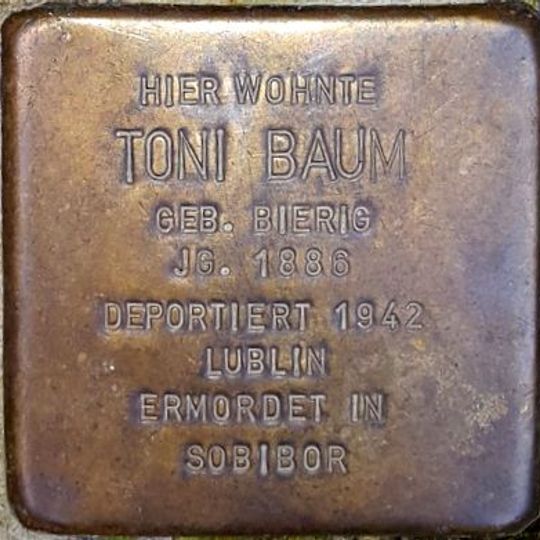 HIER WOHNTE
TONI BAUM
GEB. BIERIG
JG. 1886
DEPORTIERT 1942
LUBLIN
ERMORDET IN
SOBIBOR